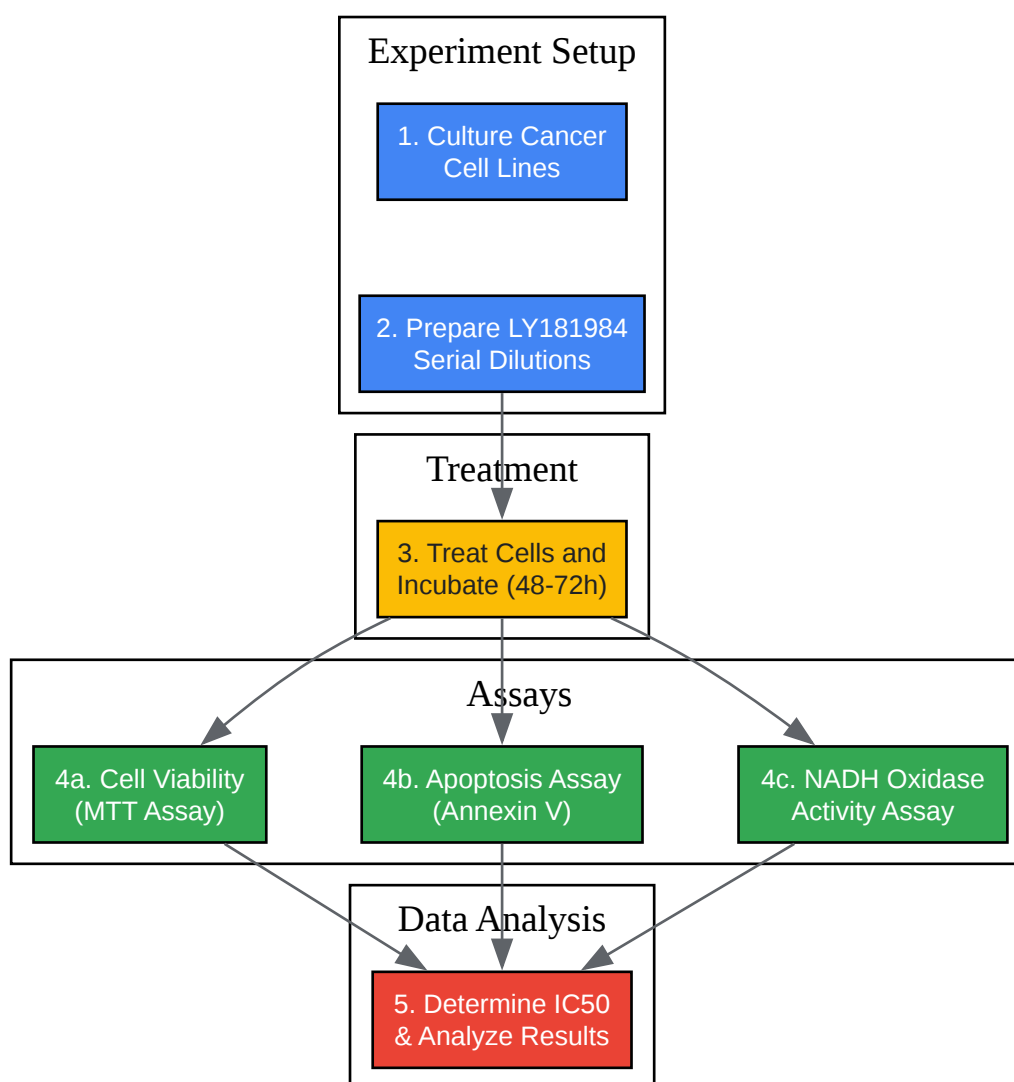 Experiment Setup
1. Culture Cancer
Cell Lines
2. Prepare LY181984
Serial Dilutions
Treatment
3. Treat Cells and
Incubate (48-72h)
Assays
4a. Cell Viability
(MTT Assay)
4b. Apoptosis Assay
(Annexin V)
4c. NADH Oxidase
Activity Assay
Data Analysis
5. Determine IC50
& Analyze Results